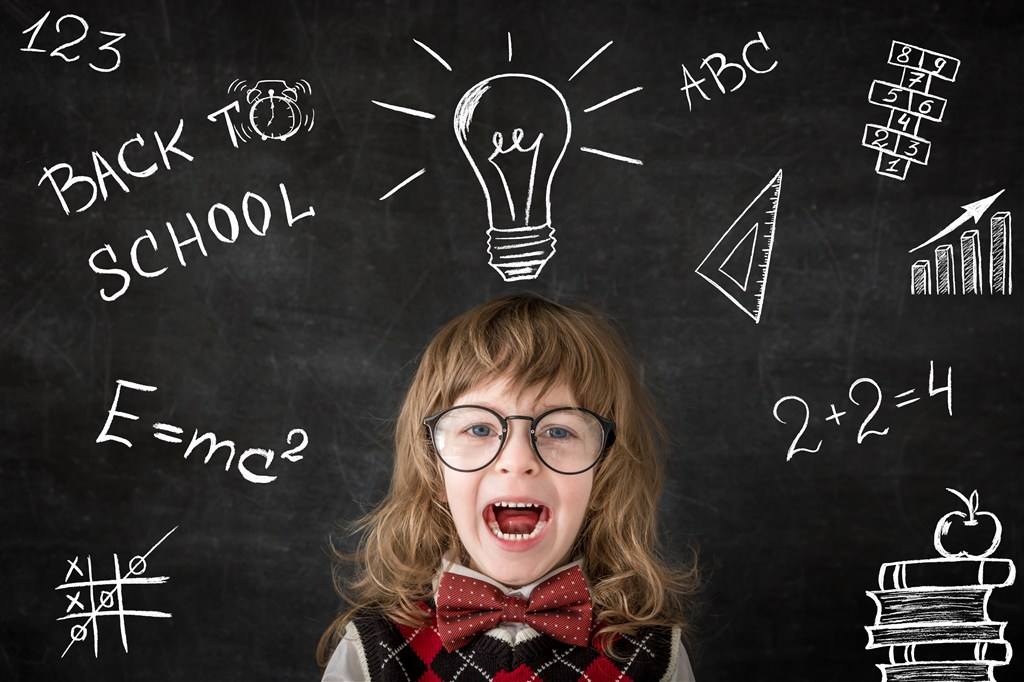 123
BACK TO
SCHOOL
ABC
8 9
7
5 6
4
2 3
1
E=mc²
2+2=4
X O
X O
O